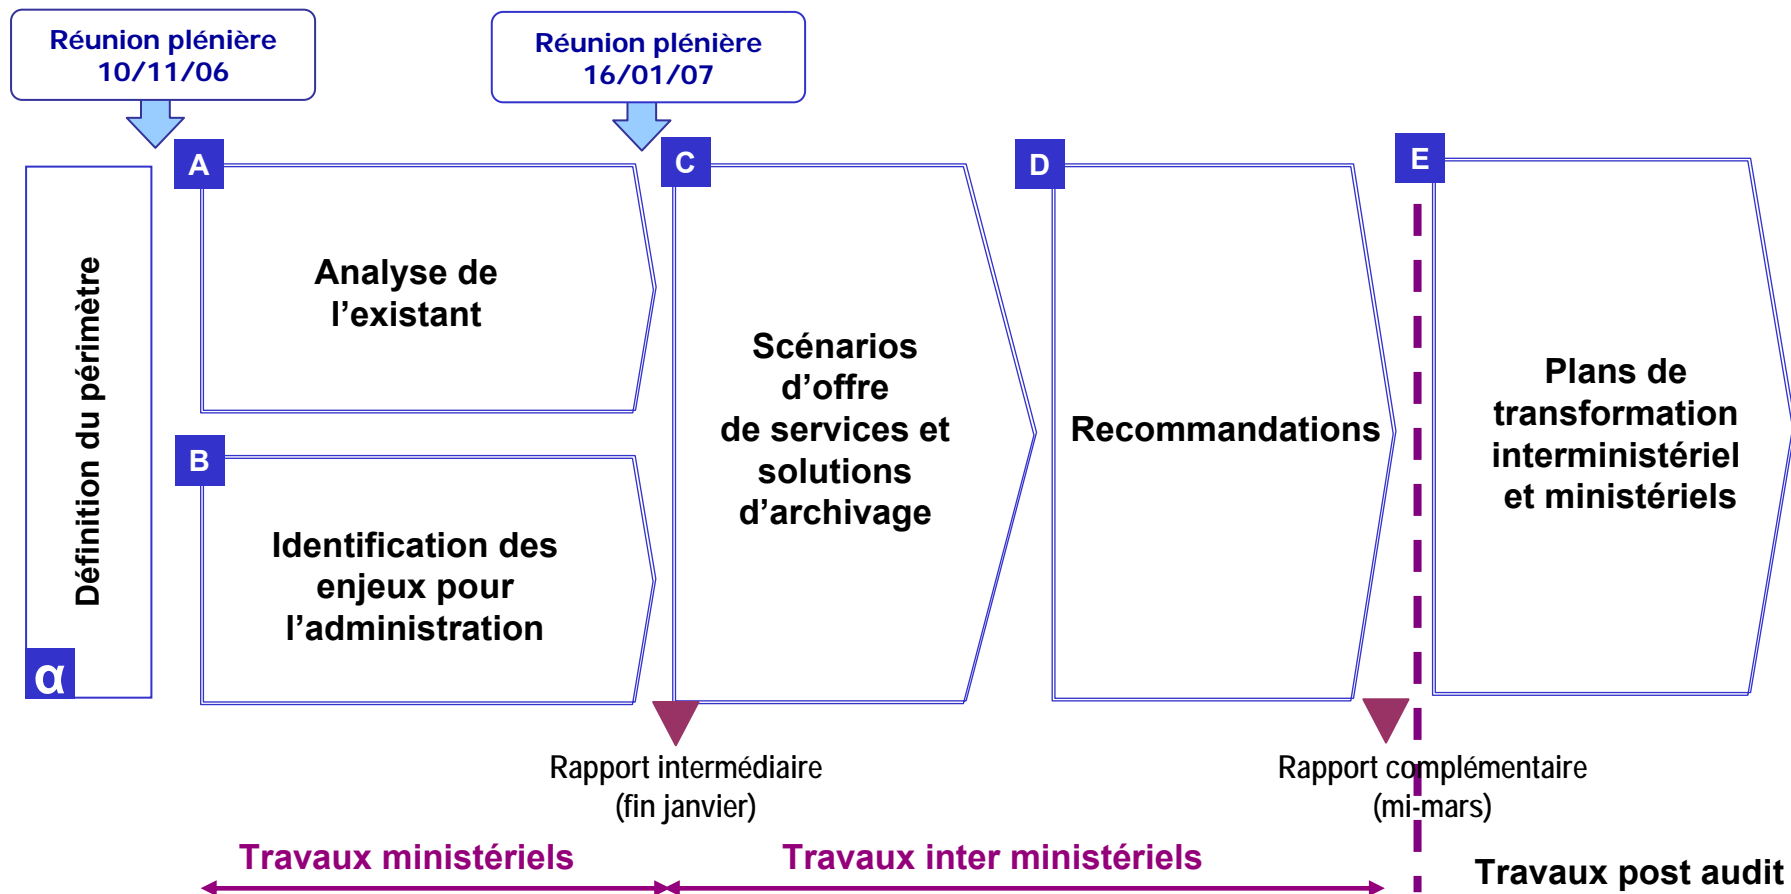 Réunion plénière
10/11/06
Réunion plénière
16/01/07
α
Définition du périmètre
A
Analyse de
l'existant
B
Identification des
enjeux pour
l'administration
C
Scénarios
d'offre
de services et
solutions
d'archivage
D
Recommandations
E
Plans de
transformation
interministériel
et ministériels
Rapport intermédiaire
(fin janvier)
Rapport complémentaire
(mi-mars)
Travaux ministériels
Travaux inter ministériels
Travaux post audit